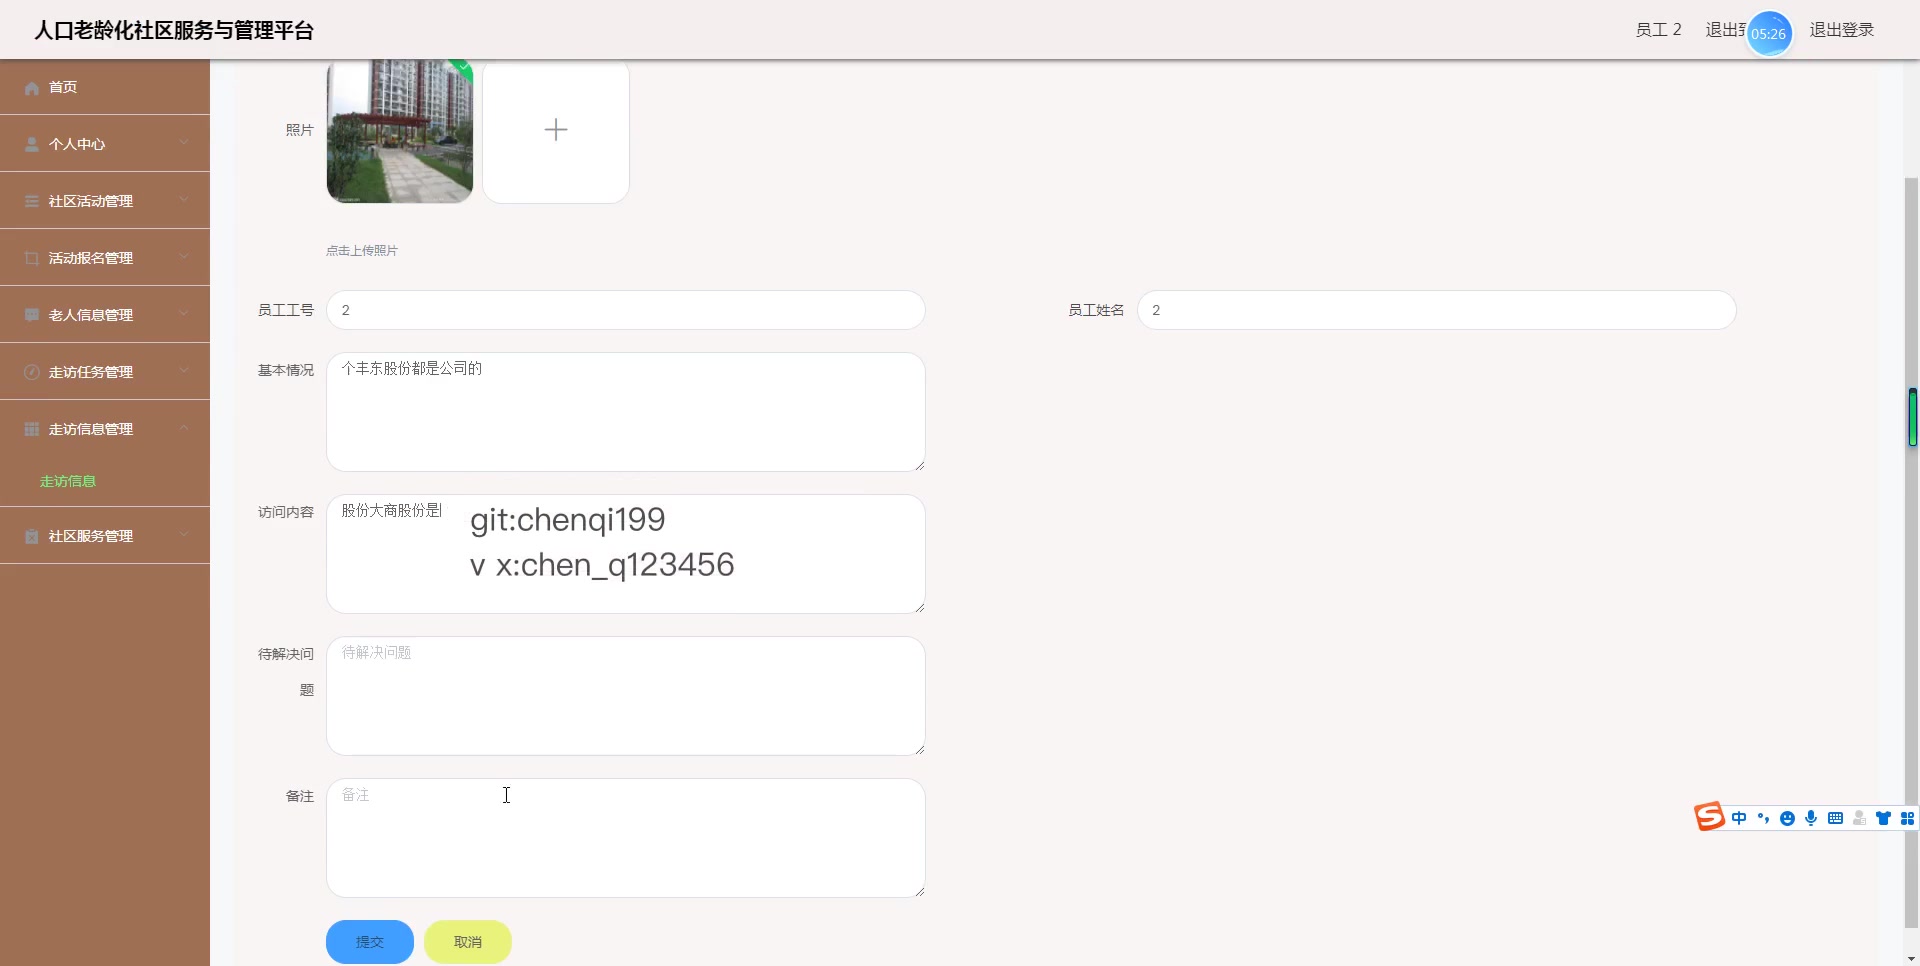 人口老龄化社区服务与管理平台
员工 2
退出到
05:26
退出登录
首页
个人中心
社区活动管理
活动报名管理
老人信息管理
走访任务管理
走访信息管理
走访信息
社区服务管理
照片
点击上传照片
员工工号
2
员工姓名
2
基本情况
个丰东股份都是公司的
访问内容
股份大商股份是
git:chenqi199
v x:chen_q123456
待解决问
题
待解决问题
备注
备注
提交
取消
中